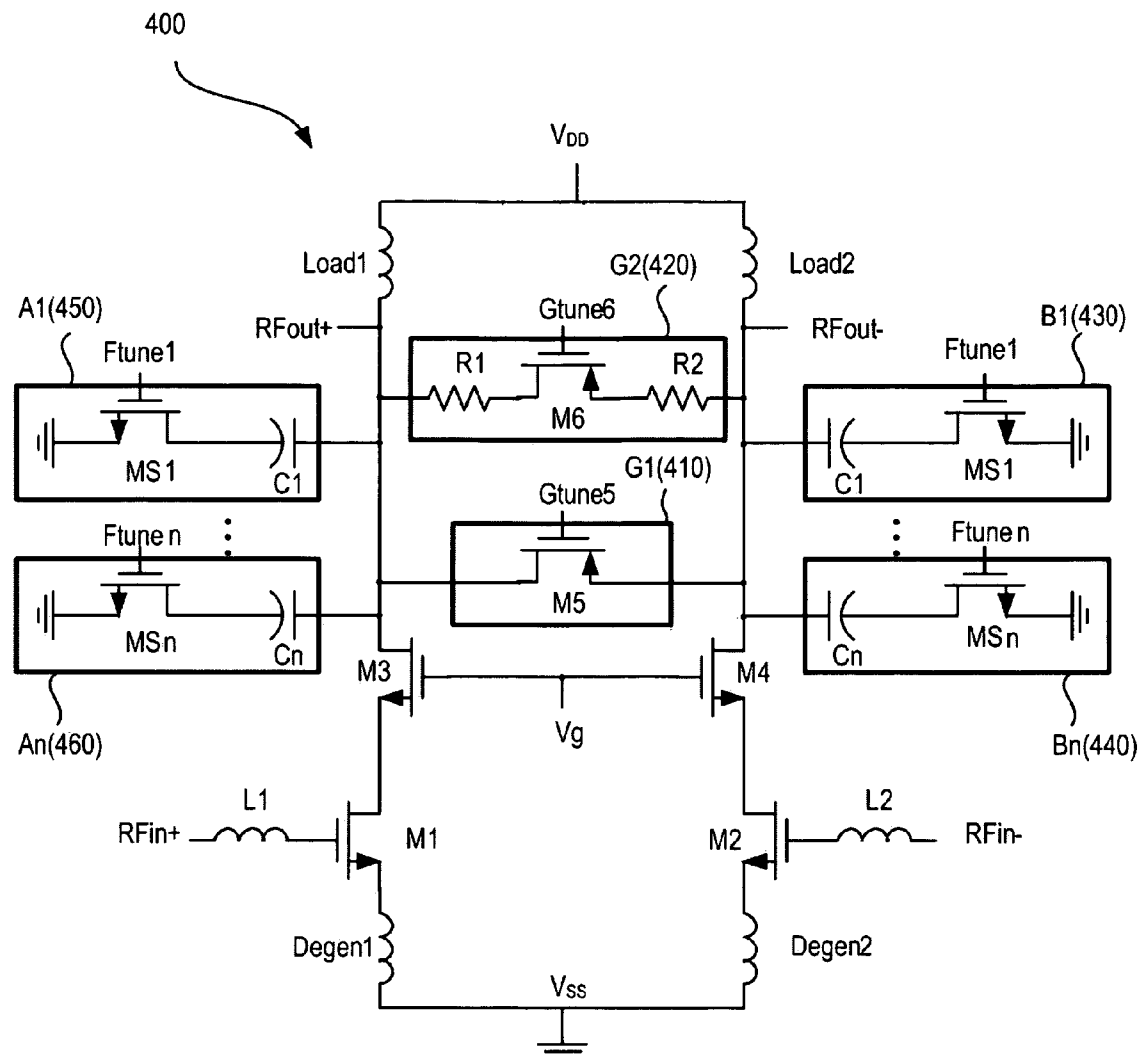 400
VDD
Load1
Load2
G2(420)
A1(450)
RFout+
Gtune6
RFout-
B1(430)
Ftune1
R1
R2
Ftune1
M6
MS1
C1
G1(410)
C1
MS1
Gtune5
Ftune n
Ftune n
M5
MSn
Cn
Cn
MSn
M3
M4
An(460)
Vg
Bn(440)
L1
L2
RFin+
M1
M2
RFin-
Degen1
Degen2
VSS